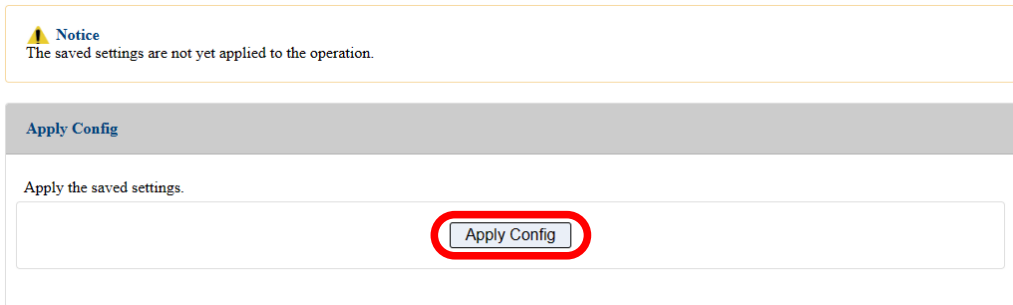 Notice
The saved settings are not yet applied to the operation.
Apply Config
Apply the saved settings.
Apply Config